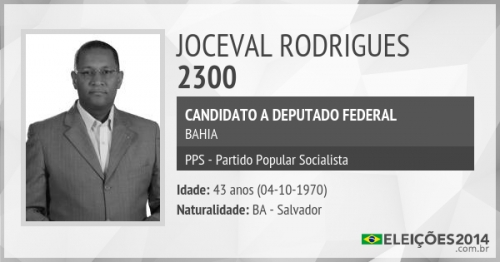 JOCEVAL RODRIGUES
2300
CANDIDATO A DEPUTADO FEDERAL
BAHIA
PPS - Partido Popular Socialista
Idade: 43 anos (04-10-1970)
Naturalidade: BA - Salvador
ELEIÇÕES2014
.com.br